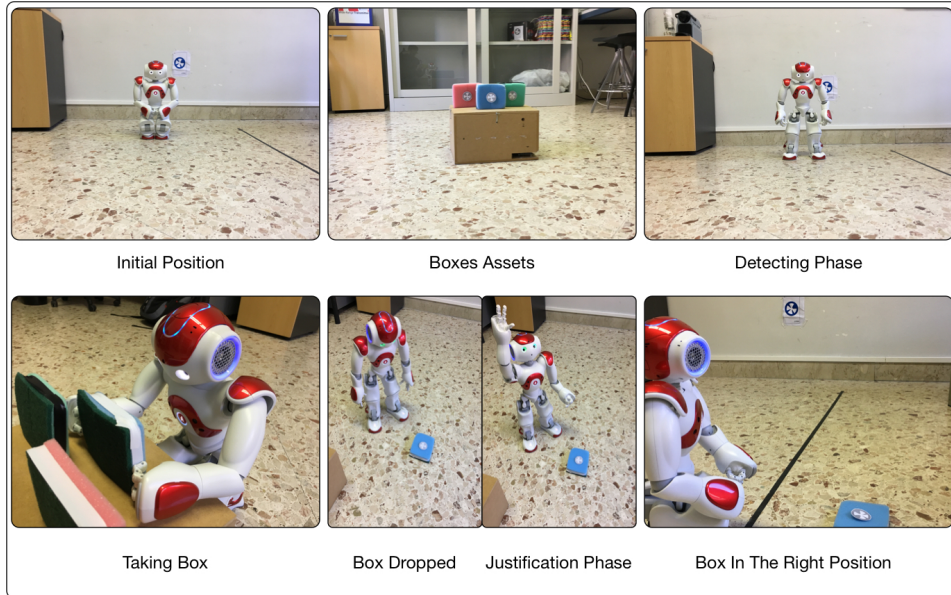 Initial Position
Boxes Assets
Detecting Phase
Taking Box
Box Dropped
Justification Phase
Box In The Right Position